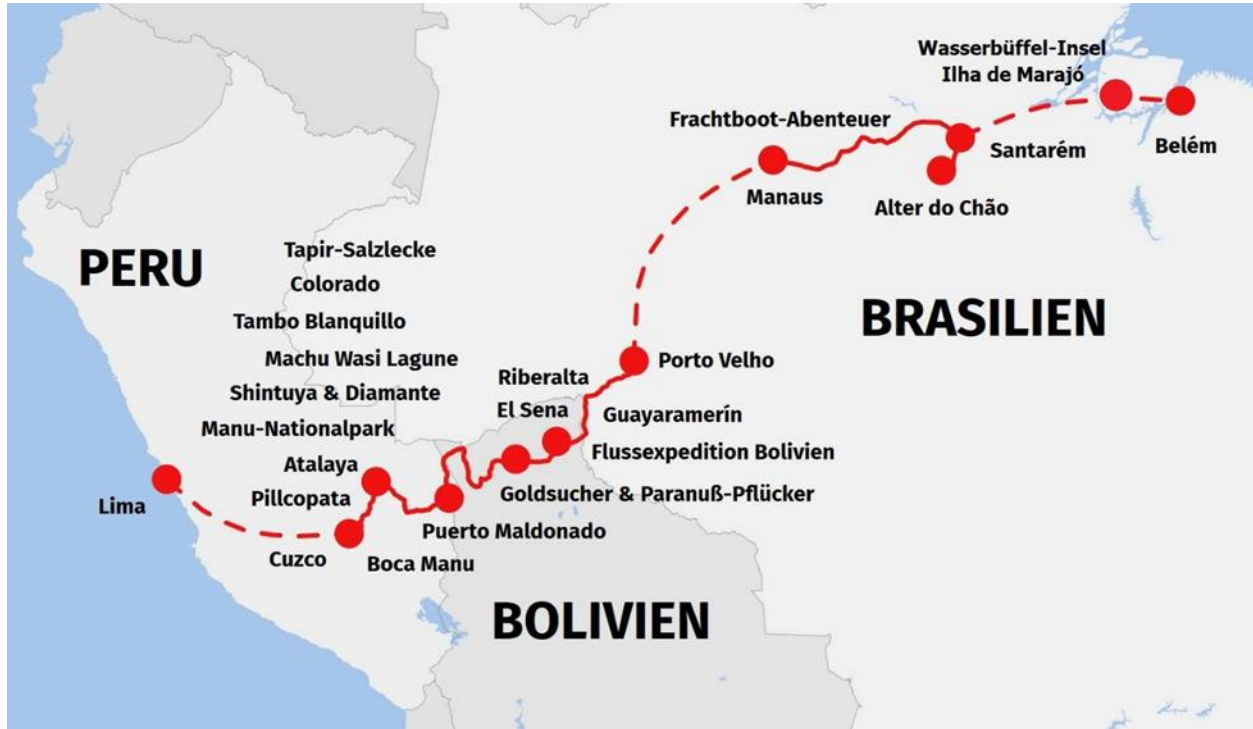 Wasserbüffel-Insel
Ilha de Marajó
Frachtboot-Abenteuer
Santarém
Belém
Manaus
Alter do Chão
PERU
Tapir-Salzlecke
Colorado
Tambo Blanquillo
BRASILIEN
Machu Wasi Lagune
Porto Velho
Riberalta
Shintuya & Diamante
El Sena
Guayaramerín
Manu-Nationalpark
Flussexpedition Bolivien
Atalaya
Pillcopata
Goldsucher & Paranuß-Pflücker
Lima
Puerto Maldonado
Cuzco
Boca Manu
BOLIVIEN